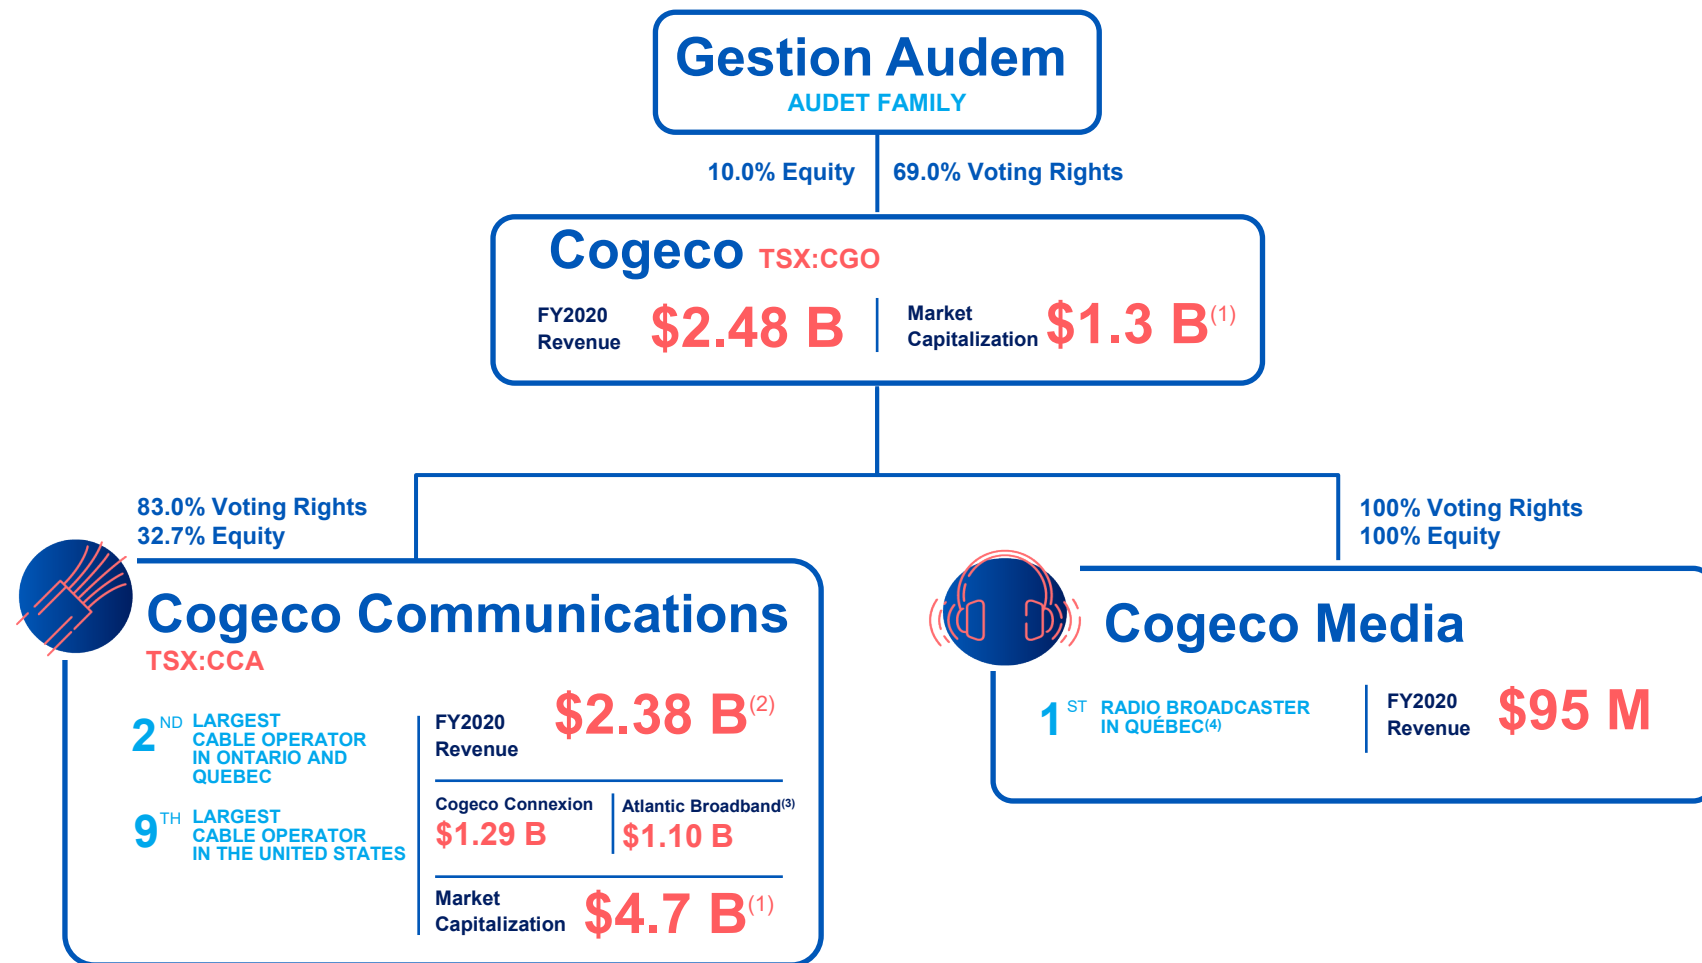 Gestion Audem
AUDET FAMILY
10.0% Equity
69.0% Voting Rights
Cogeco TSX:CGO
FY2020
Revenue
$2.48 B
Market
Capitalization
$1.3 B(1)
83.0% Voting Rights
32.7% Equity
100% Voting Rights
100% Equity
Cogeco Communications
TSX:CCA
2ND LARGEST
CABLE OPERATOR
IN ONTARIO AND
QUEBEC
9TH LARGEST
CABLE OPERATOR
IN THE UNITED STATES
FY2020
Revenue
$2.38 B(2)
Cogeco Connexion
$1.29 B
Atlantic Broadband(3)
$1.10 B
Market
Capitalization
$4.7 B(1)
Cogeco Media
1ST RADIO BROADCASTER
IN QUÉBEC(4)
FY2020
Revenue
$95 M